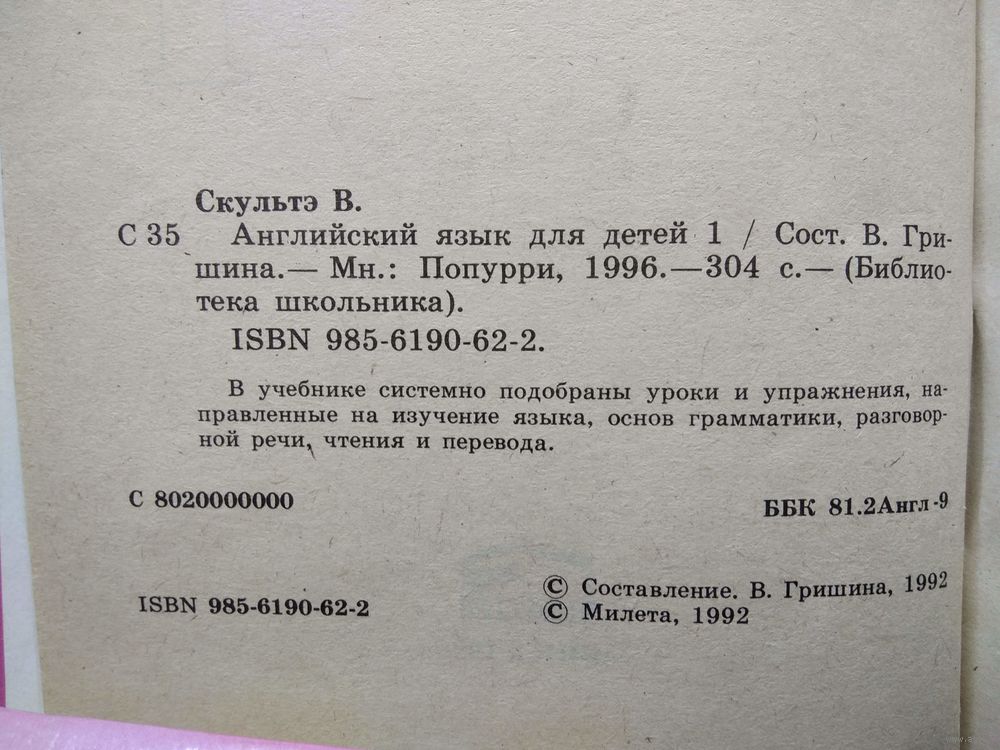 Скультэ В.
С 35 Английский язык для детей 1 / Сост. В. Гри-
шина.— Мн.: Попурри, 1996.—304 с.— (Библио-
тека школьника).
ISBN 985-6190-62-2.
В учебнике системно подобраны уроки и упражнения, на-
правленные на изучение языка, основ грамматики, разговор-
ной речи, чтения и перевода.
С 8020000000
ББК 81.2Англ-9
ISBN 985-6190-62-2
© Составление. В. Гришина, 1992
© Милета, 1992